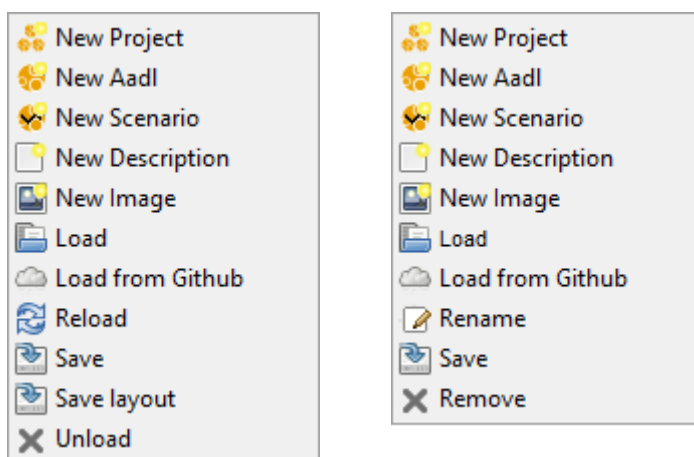 New Project
New Aadl
New Scenario
New Description
New Image
Load
Load from Github
Reload
Save
Save layout
Unload
New Project
New Aadl
New Scenario
New Description
New Image
Load
Load from Github
Rename
Save
Remove